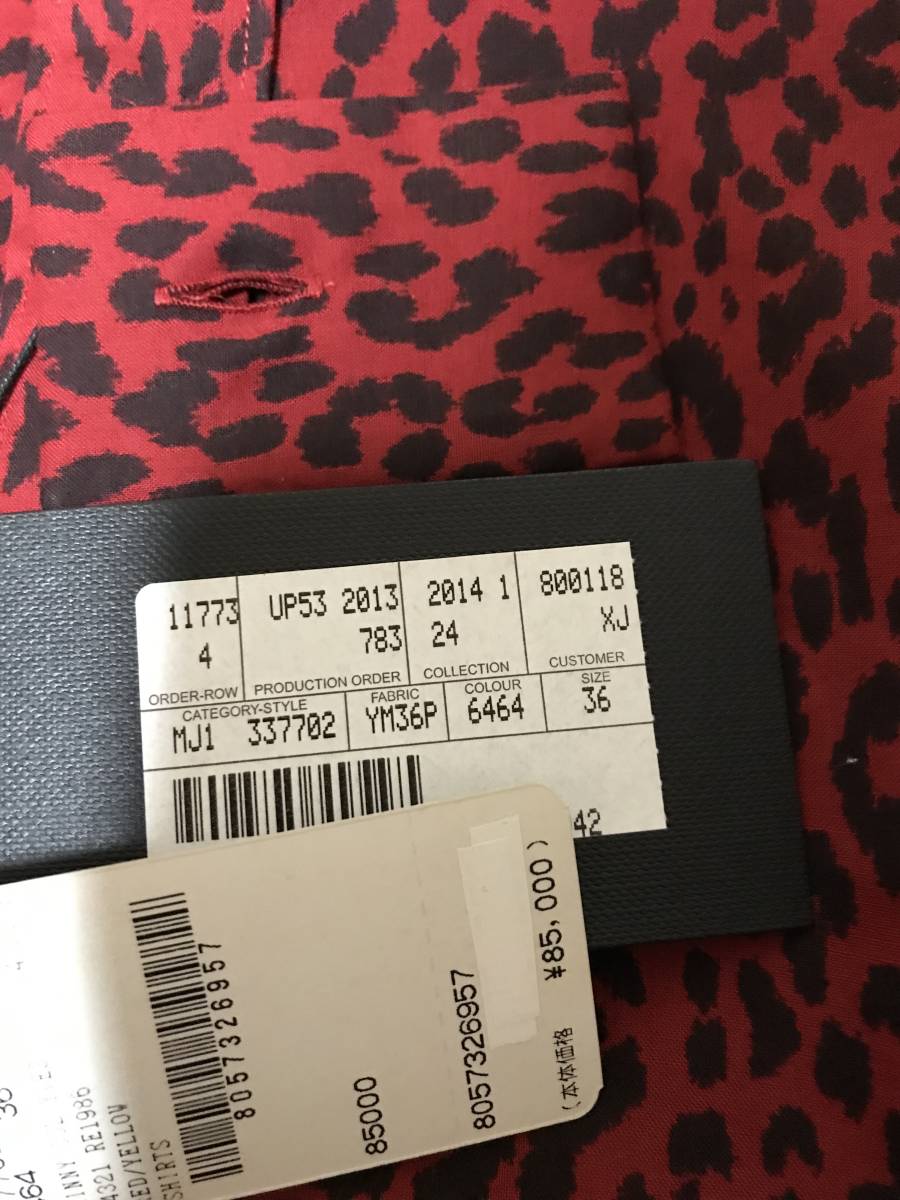 11773
4
ORDER-ROW
UP53 2013
783
PRODUCTION ORDER
2014 1
24
COLLECTION
800118
XJ
CUSTOMER
CATEGORY-STYLE
MJ1 337702
FABRIC
YM36P
COLOUR
6464
SIZE
36
42
8057326957
85000
8057326957
(本体価格 ¥85,000)
4321 RE1986
RED/YELLOW
SHIRTS